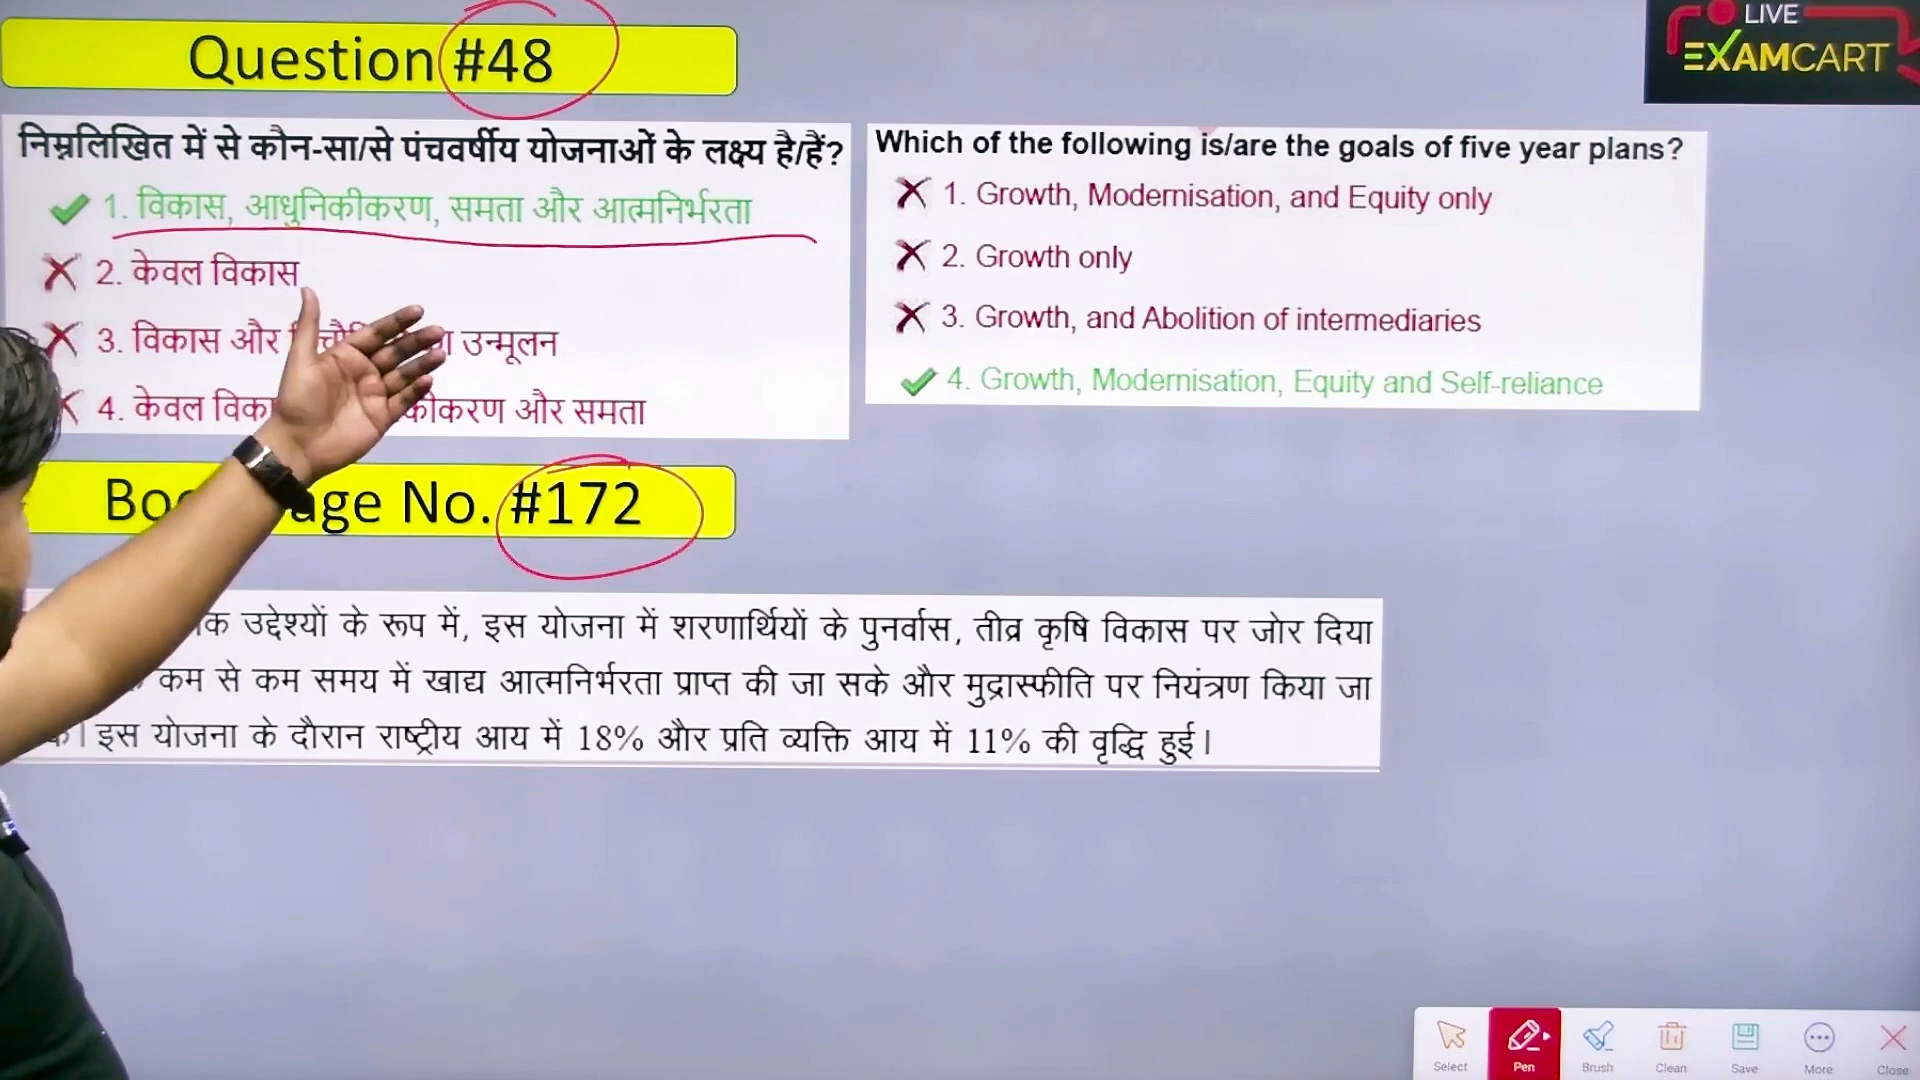 Question #48
LIVE
EXAMCART
निम्नलिखित में से कौन-सा/से पंचवर्षीय योजनाओं के लक्ष्य है/हैं?
1. विकास, आधुनिकीकरण, समता और आत्मनिर्भरता
2. केवल विकास
3. विकास और उन्मूलन
4. केवल और समता
Which of the following is/are the goals of five year plans?
1. Growth, Modernisation, and Equity only
2. Growth only
3. Growth, and Abolition of intermediaries
4. Growth, Modernisation, Equity and Self-reliance
No. #172
उद्देश्यों के रूप में, इस योजना में शरणार्थियों के पुनर्वास, तीव्र कृषि विकास पर जोर दिया
कम से कम समय में खाद्य आत्मनिर्भरता प्राप्त की जा सके और मुद्रास्फीति पर नियंत्रण किया जा
। इस योजना के दौरान राष्ट्रीय आय में 18% और प्रति व्यक्ति आय में 11% की वृद्धि हुई।
Select Pen Brush Clean Save More Close